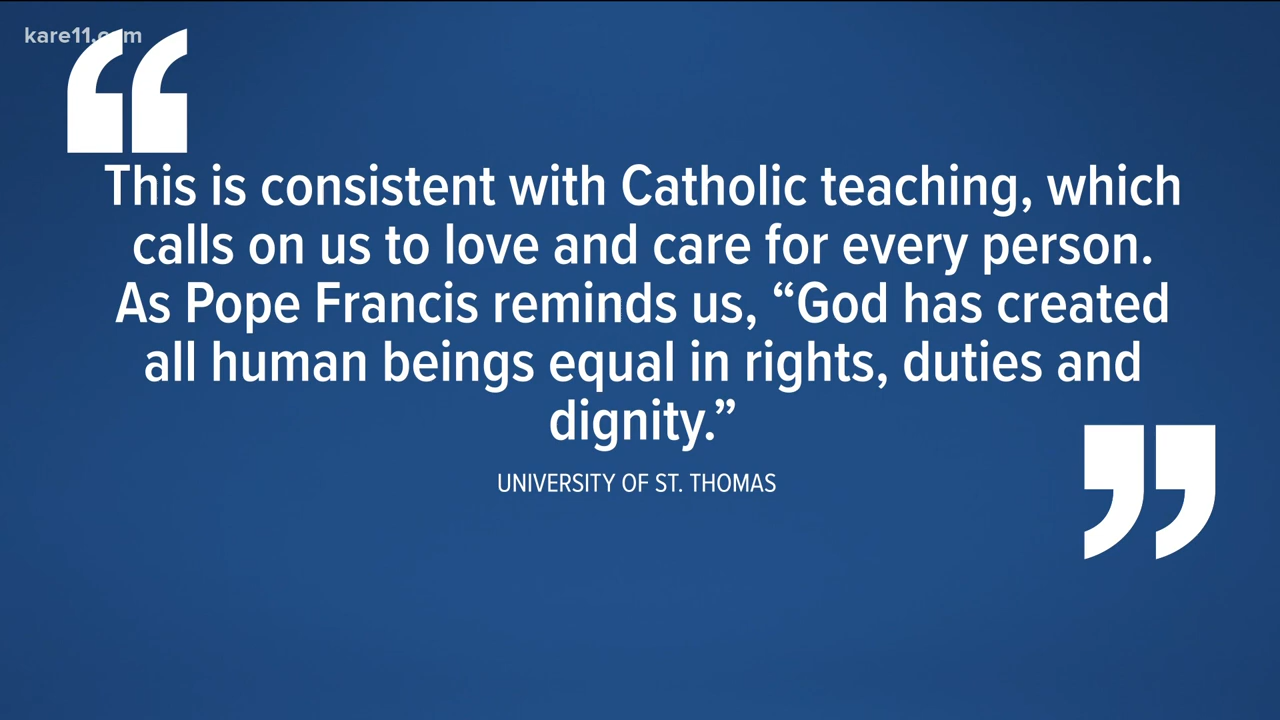 kare11.com
“
This is consistent with Catholic teaching, which
calls on us to love and care for every person.
As Pope Francis reminds us, “God has created
all human beings equal in rights, duties and
dignity.”
”
UNIVERSITY OF ST. THOMAS